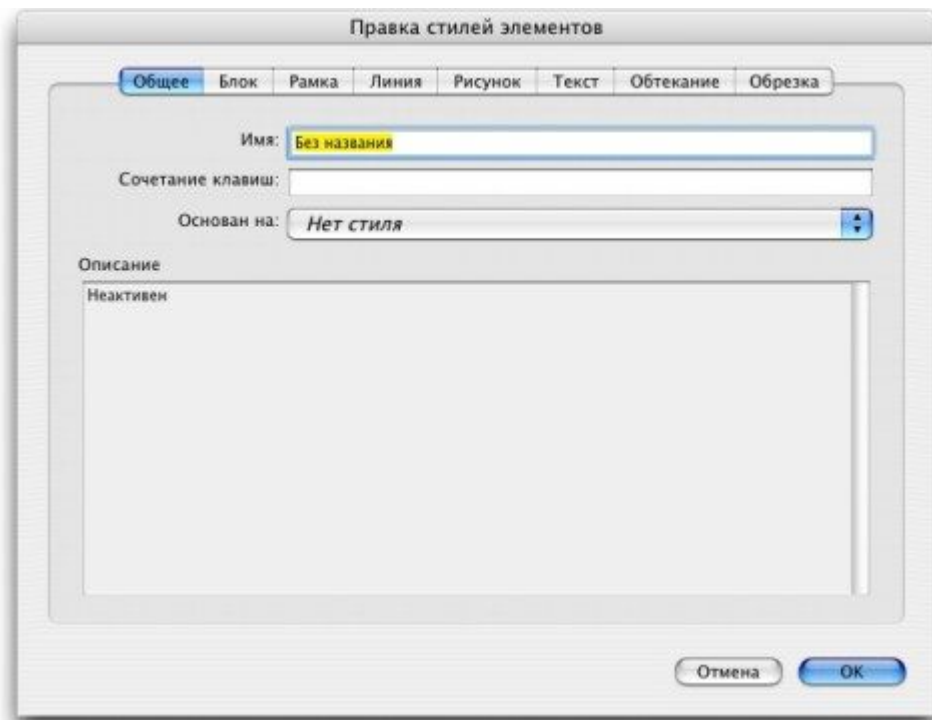 Правка стилей элементов
Общее Блок Рамка Линия Рисунок Текст Обтекание Обрезка
Имя: Без названия
Сочетание клавиш:
Основан на: Нет стиля
Описание
Неактивен
Отмена OK